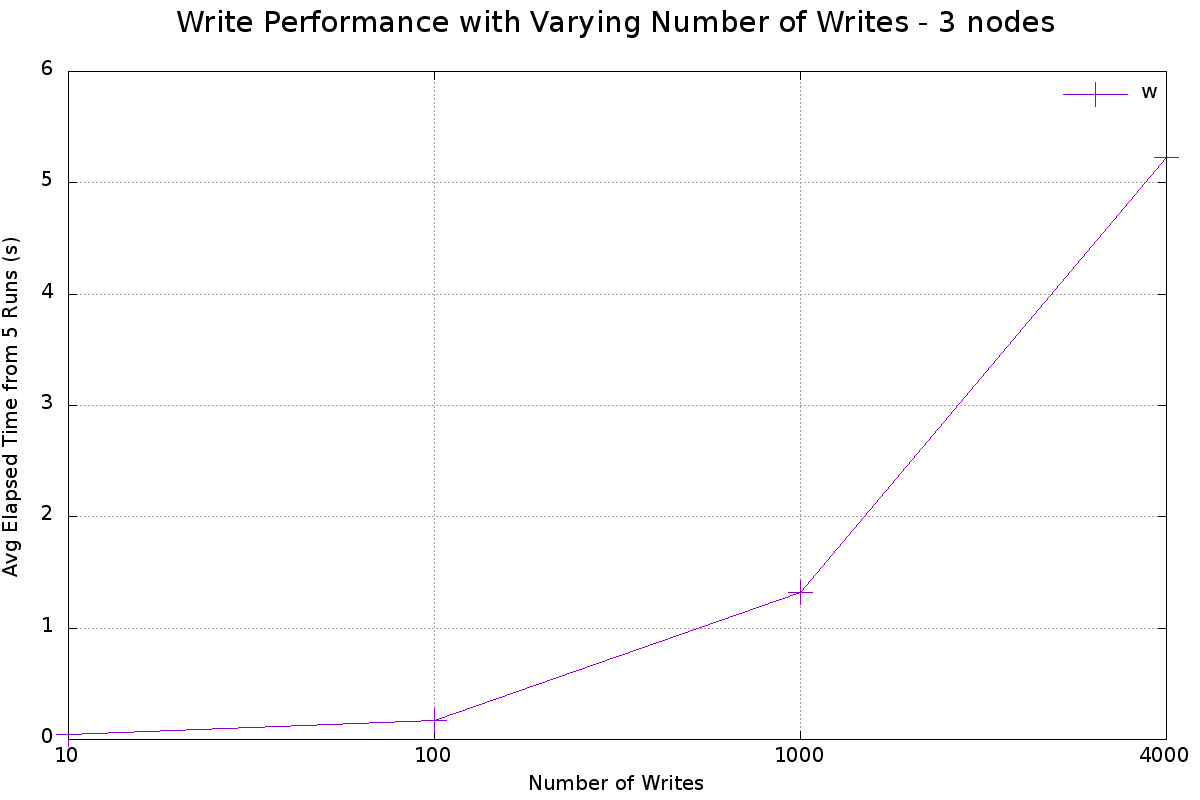 Write Performance with Varying Number of Writes - 3 nodes
w
6
5
4
3
2
1
0
Avg Elapsed Time from 5 Runs (s)
10 100 1000 4000
Number of Writes